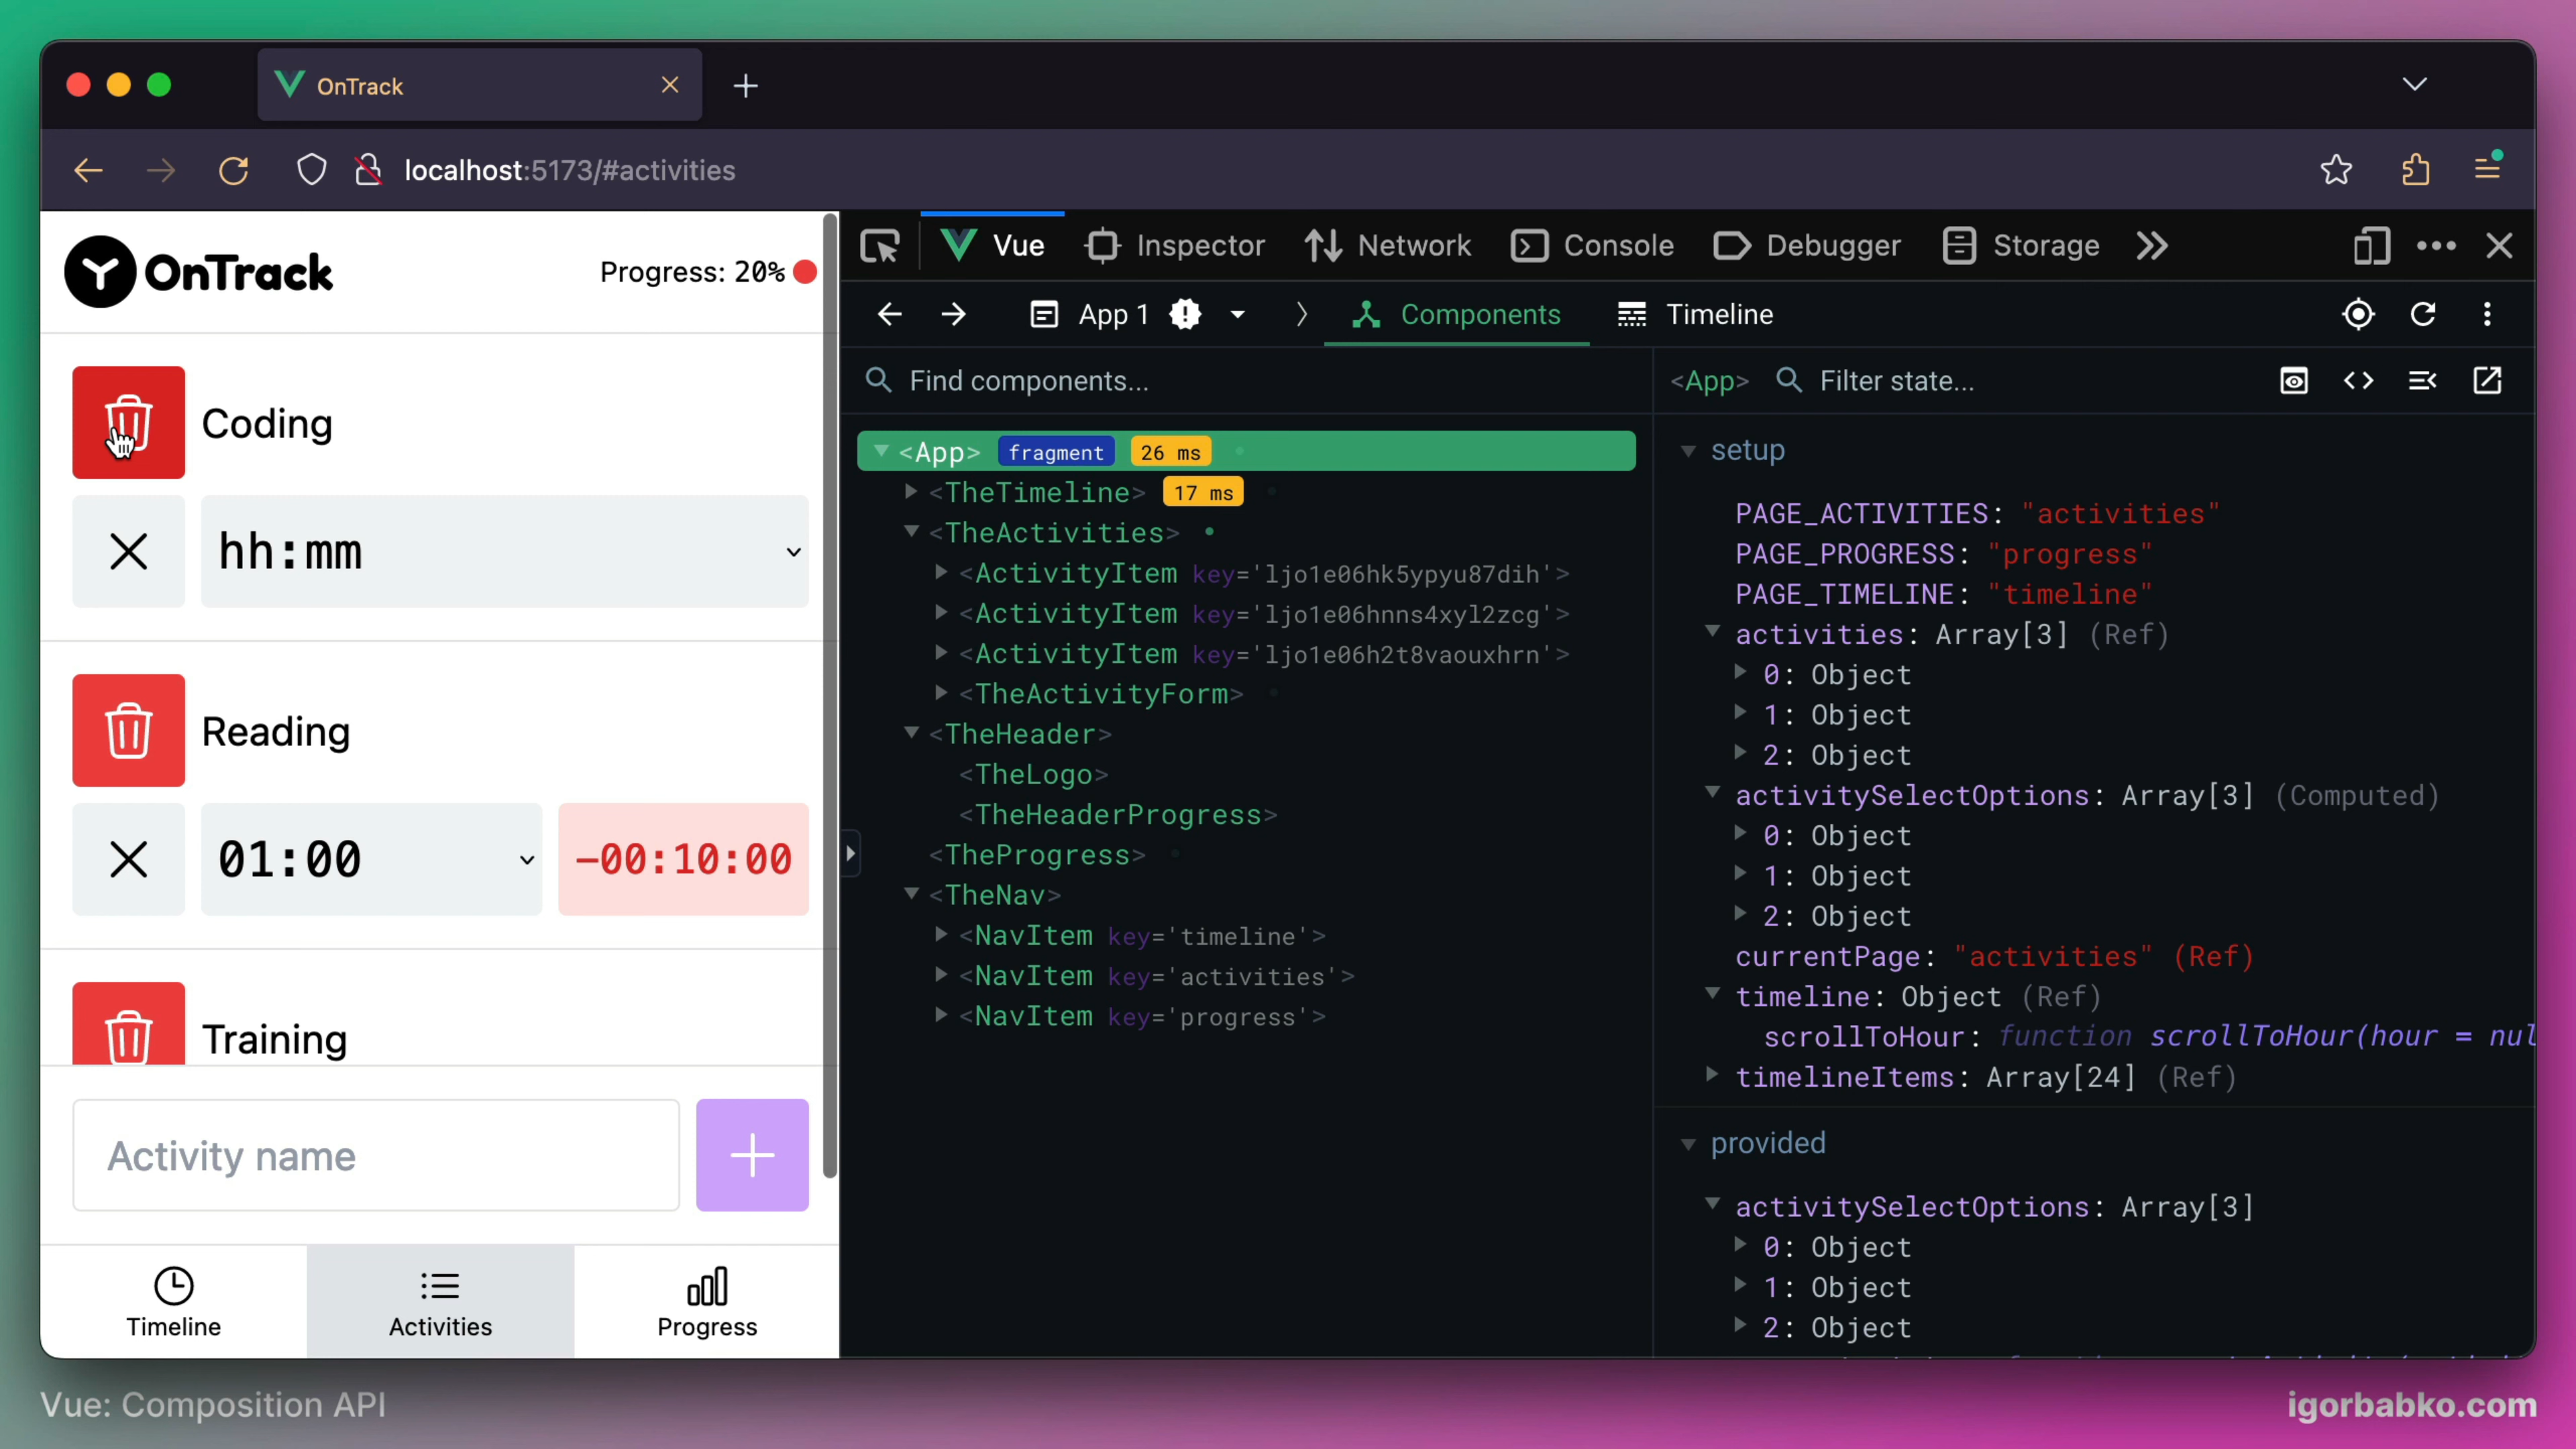 OnTrack
localhost:5173/#activities
OnTrack
Progress: 20%
Coding
hh:mm
Reading
01:00
-00:10:00
Training
Activity name
Timeline
Activities
Progress
Vue
Inspector
Network
Console
Debugger
Storage
App 1
Components
Timeline
Find components...
<App> fragment 26 ms
<TheTimeline> 17 ms
<TheActivities>
<ActivityItem key='ljo1e06hk5ypyu87dih'>
<ActivityItem key='ljo1e06hnns4xyl2zcg'>
<ActivityItem key='ljo1e06h2t8vaouxhrn'>
<TheActivityForm>
<TheHeader>
<TheLogo>
<TheHeaderProgress>
<TheProgress>
<TheNav>
<NavItem key='timeline'>
<NavItem key='activities'>
<NavItem key='progress'>
<App>
Filter state...
setup
PAGE_ACTIVITIES: "activities"
PAGE_PROGRESS: "progress"
PAGE_TIMELINE: "timeline"
activities: Array[3] (Ref)
0: Object
1: Object
2: Object
activitySelectOptions: Array[3] (Computed)
0: Object
1: Object
2: Object
currentPage: "activities" (Ref)
timeline: Object (Ref)
scrollToHour: function scrollToHour(hour = nul
timelineItems: Array[24] (Ref)
provided
activitySelectOptions: Array[3]
0: Object
1: Object
2: Object
Vue: Composition API
igorbabko.com